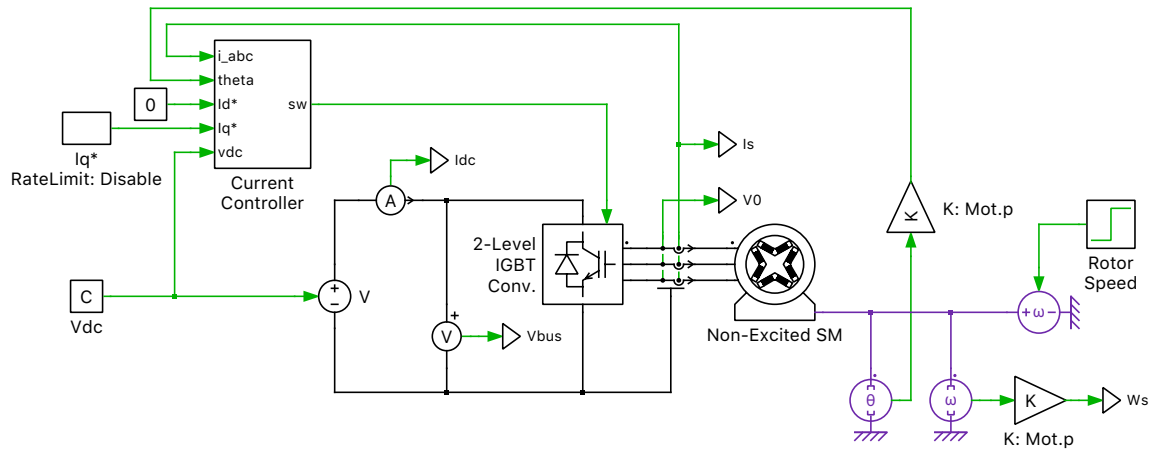 i_abc
theta
Id*
Iq*
vdc
sw
0
Iq*
RateLimit: Disable
Current
Controller
Is
Idc
A
V0
K
K: Mot.p
2-Level
IGBT
Conv.
Rotor
Speed
C
Vdc
+
−
V
+
V
Vbus
Non-Excited SM
+ω−
θ
ω
K
Ws
K: Mot.p